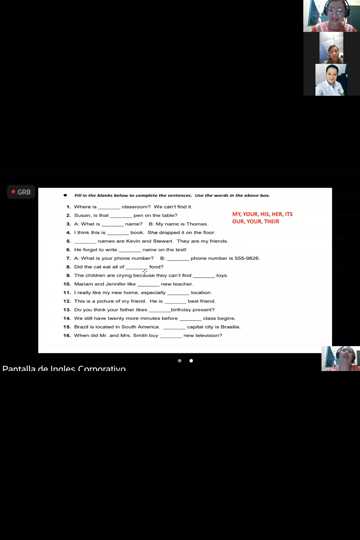 GRB
Fill in the blanks below to complete the sentences. Use the words in the above box.
1. Where is _______ classroom? We can't find it.
2. Susan, is that _______ pen on the table?
3. A: What is _______ name? B: My name is Thomas.
4. I think this is _______ book. She dropped it on the floor.
5. _______ names are Kevin and Stewart. They are my friends.
6. He forgot to write _______ name on the test!
7. A: What is your phone number? B: _______ phone number is 555-9826.
8. Did the cat eat all of _______ food?
9. The children are crying because they can't find _______ toys.
10. Mariam and Jennifer like _______ new teacher.
11. I really like my new home, especially _______ location.
12. This is a picture of my friend. He is _______ best friend.
13. Do you think your father likes _______birthday present?
14. We still have twenty more minutes before _______ class begins.
15. Brazil is located in South America. _______ capital city is Brasilia.
16. When did Mr. and Mrs. Smith buy _______ new television?
MY, YOUR, HIS, HER, ITS
OUR, YOUR, THEIR
Pantalla de Ingles Corporativo